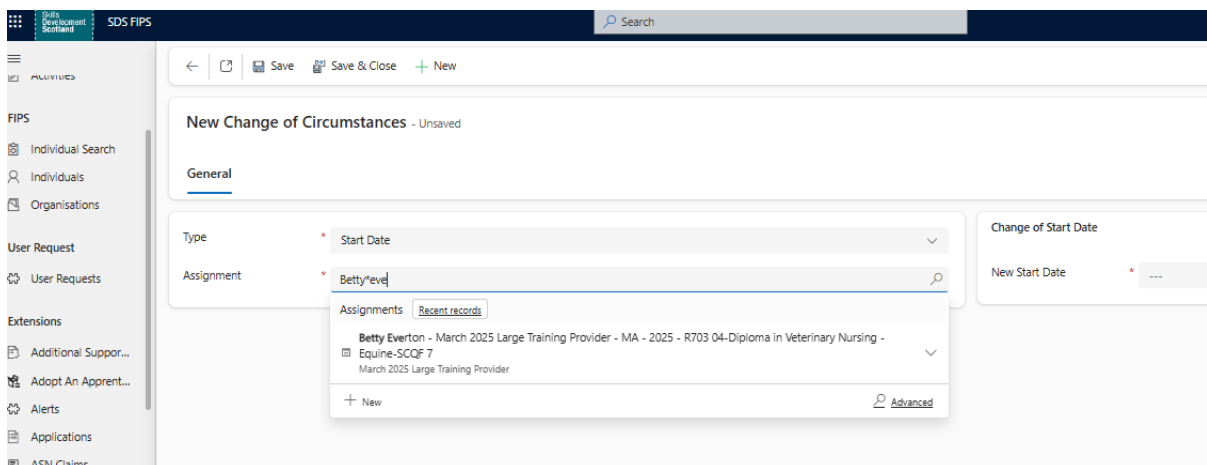 Skills
Development
Scotland
SDS FIPS
Search
Activities
FIPS
Individual Search
Individuals
Organisations
User Request
User Requests
Extensions
Additional Suppor...
Adopt An Apprent...
Alerts
Applications
ASN Claims
Save
Save & Close
New
New Change of Circumstances - Unsaved
General
Type * Start Date
Assignment * Betty*eve
Assignments Recent records
Betty Everton - March 2025 Large Training Provider - MA - 2025 - R703 04-Diploma in Veterinary Nursing -
Equine-SCQF 7
March 2025 Large Training Provider
New
Advanced
Change of Start Date
New Start Date * ---